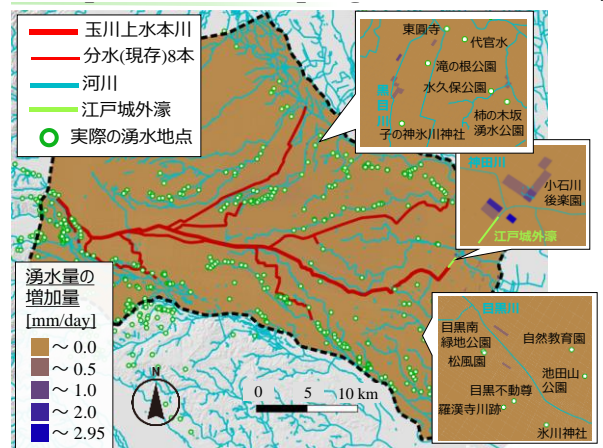 玉川上水本川
分水(現存)8本
河川
江戸城外濠
実際の湧水地点
東圓寺
代官水
滝の根公園
水久保公園
黒目川
柿の木坂
湧水公園
子の神氷川神社
神田川
小石川
後楽園
江戸城外濠
湧水量の
増加量
[mm/day]
～ 0.0
～ 0.5
～ 1.0
～ 2.0
～ 2.95
N
0 5 10 km
目黒川
目黒南
緑地公園
自然教育園
松風園
池田山
公園
目黒不動尊
羅漢寺川跡
氷川神社